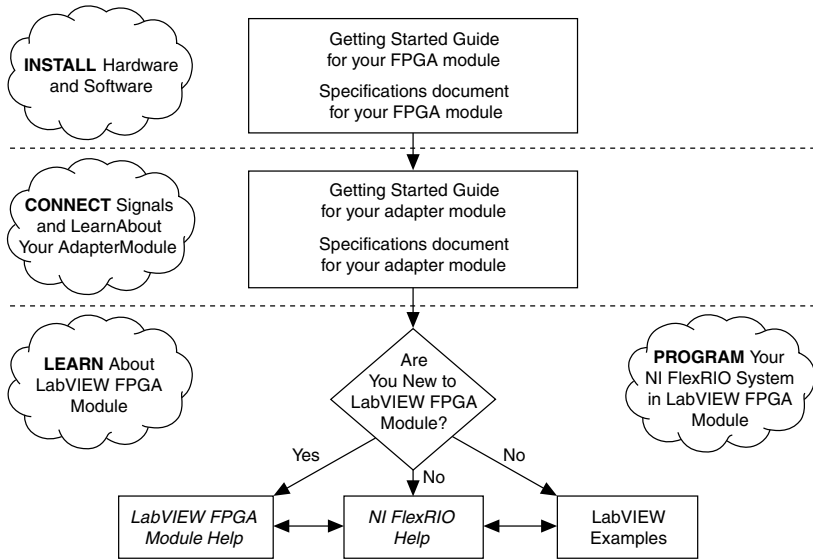 INSTALL Hardware
and Software
Getting Started Guide
for your FPGA module
Specifications document
for your FPGA module
CONNECT Signals
and LearnAbout
Your AdapterModule
Getting Started Guide
for your adapter module
Specifications document
for your adapter module
LEARN About
LabVIEW FPGA
Module
Are
You New to
LabVIEW FPGA
Module?
PROGRAM Your
NI FlexRIO System
in LabVIEW FPGA
Module
Yes
No
No
LabVIEW FPGA
Module Help
NI FlexRIO
Help
LabVIEW
Examples